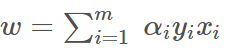 w = ∑_{i=1}^{m} α_i y_i x_i